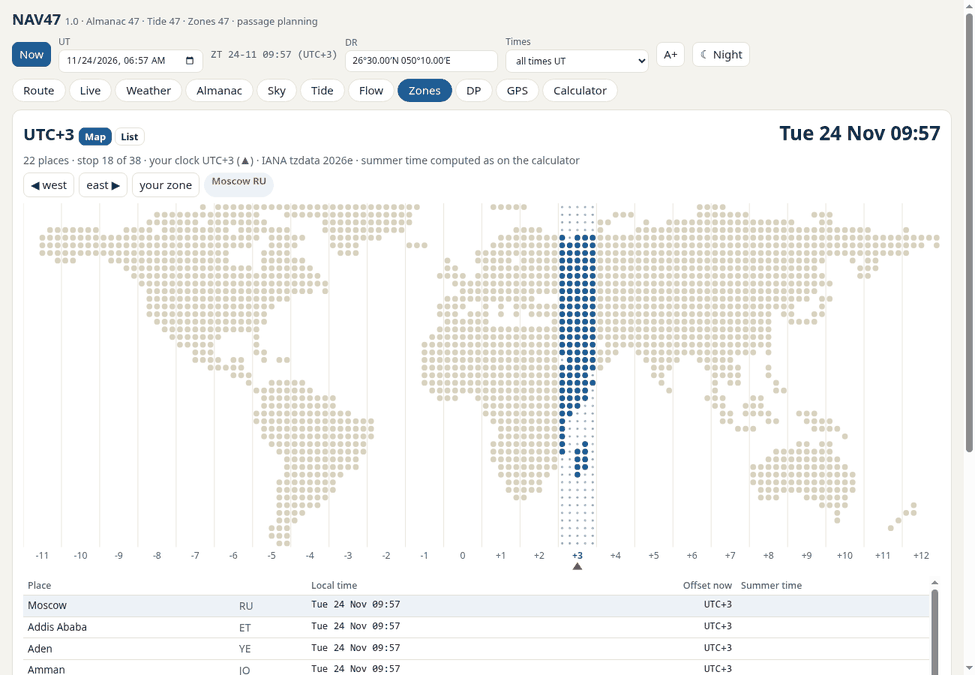 NAV47 1.0 · Almanac 47 · Tide 47 · Zones 47 · passage planning
Now
UT
11/24/2026, 06:57 AM
ZT 24-11 09:57 (UTC+3)
DR
26°30.00'N 050°10.00'E
Times
all times UT
A+
☾ Night
Route
Live
Weather
Almanac
Sky
Tide
Flow
Zones
DP
GPS
Calculator
UTC+3
Map
List
Tue 24 Nov 09:57
22 places · stop 18 of 38 · your clock UTC+3 (▲) · IANA tzdata 2026e · summer time computed as on the calculator
◀ west
east ▶
your zone
Moscow RU
-11 -10 -9 -8 -7 -6 -5 -4 -3 -2 -1 0 +1 +2 +3 +4 +5 +6 +7 +8 +9 +10 +11 +12
Place Local time Offset now Summer time
Moscow RU Tue 24 Nov 09:57 UTC+3
Addis Ababa ET Tue 24 Nov 09:57 UTC+3
Aden YE Tue 24 Nov 09:57 UTC+3
Amman JO Tue 24 Nov 09:57 UTC+3